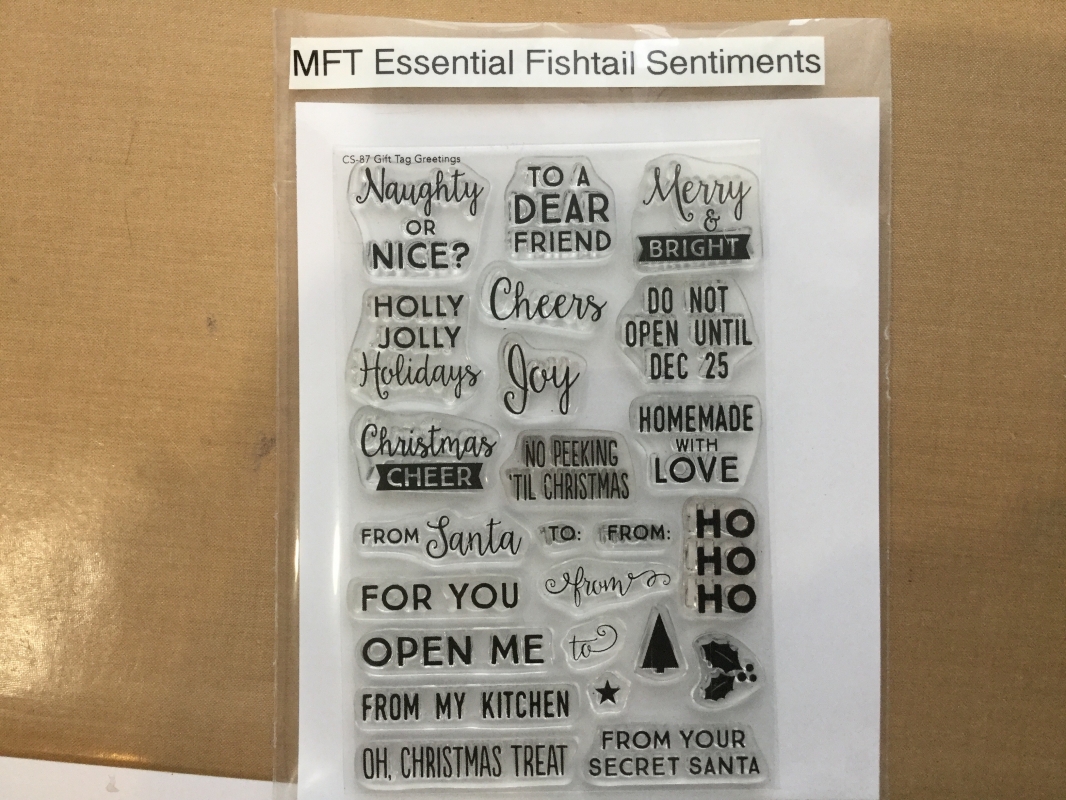 MFT Essential Fishtail Sentiments
CS-87 Gift Tag Greetings
Naughty
OR
NICE?
TO A
DEAR
FRIEND
Merry
&
BRIGHT
HOLLY
JOLLY
Holidays
Cheers
DO NOT
OPEN UNTIL
DEC 25
Joy
Christmas
CHEER
NO PEEKING
'TIL CHRISTMAS
HOMEMADE
WITH
LOVE
FROM Santa
TO:
FROM:
HO
HO
HO
FOR YOU
from
OPEN ME
to
FROM MY KITCHEN
OH, CHRISTMAS TREAT
FROM YOUR
SECRET SANTA